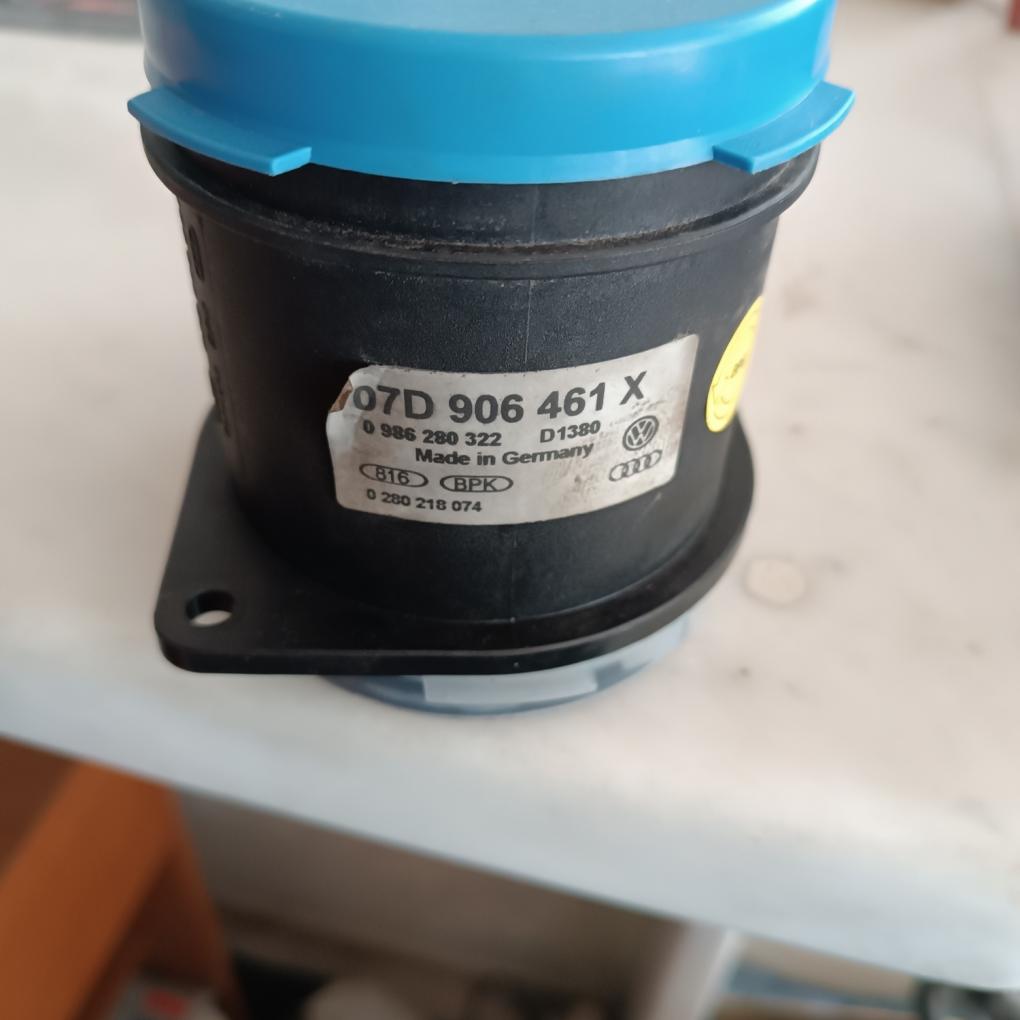 07D 906 461 X
0 986 280 322 D1380
Made in Germany
816 BPK
0 280 218 074